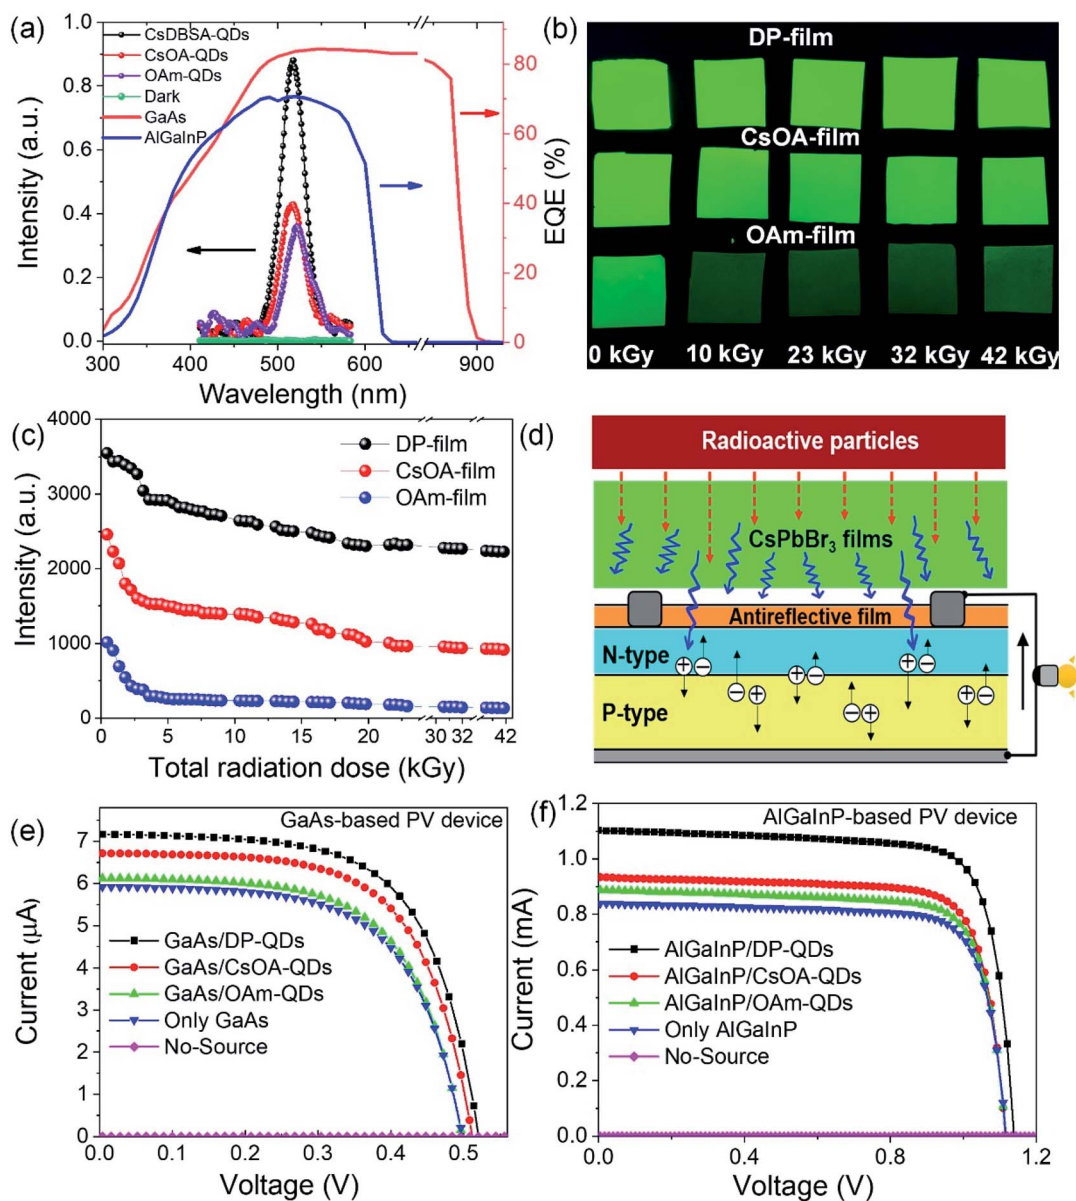 (a)
1.0
0.8
0.6
0.4
0.2
0.0
Intensity (a.u.)
CsDBSA-QDs
CsOA-QDs
OAm-QDs
Dark
GaAs
AlGaInP
80
60
40
20
0
EQE (%)
300 400 500 600 900
Wavelength (nm)
(b)
DP-film
CsOA-film
OAm-film
0 kGy 10 kGy 23 kGy 32 kGy 42 kGy
(c)
4000
3000
2000
1000
0
Intensity (a.u.)
DP-film
CsOA-film
OAm-film
0 5 10 15 20 30 32 42
Total radiation dose (kGy)
(d)
Radioactive particles
CsPbBr3 films
Antireflective film
N-type
P-type
(e)
GaAs-based PV device
7
6
5
4
3
2
1
0
Current (µA)
GaAs/DP-QDs
GaAs/CsOA-QDs
GaAs/OAm-QDs
Only GaAs
No-Source
0.0 0.1 0.2 0.3 0.4 0.5
Voltage (V)
(f)
AlGaInP-based PV device
1.2
1.0
0.8
0.6
0.4
0.2
0.0
Current (mA)
AlGaInP/DP-QDs
AlGaInP/CsOA-QDs
AlGaInP/OAm-QDs
Only AlGaInP
No-Source
0.0 0.4 0.8 1.2
Voltage (V)